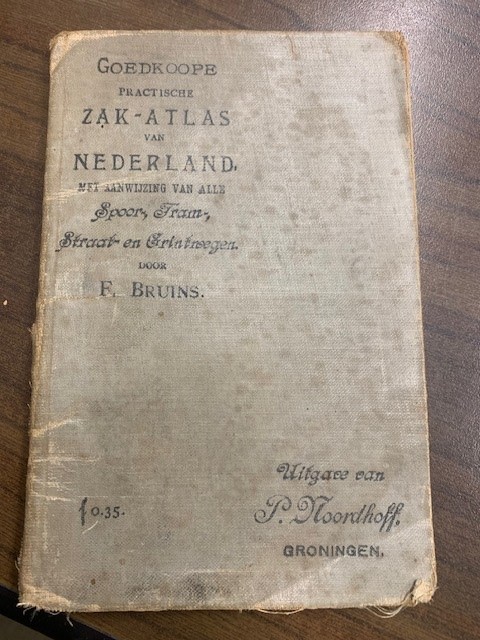 GOEDKOOPE
PRACTISCHE
ZAK-ATLAS
VAN
NEDERLAND,
MET AANWIJZING VAN ALLE
Spoor-, Tram-,
Straat- en Grintwegen.
DOOR
F. BRUINS.
Uitgave van
f 0.35.
P. Noordhoff.
GRONINGEN.